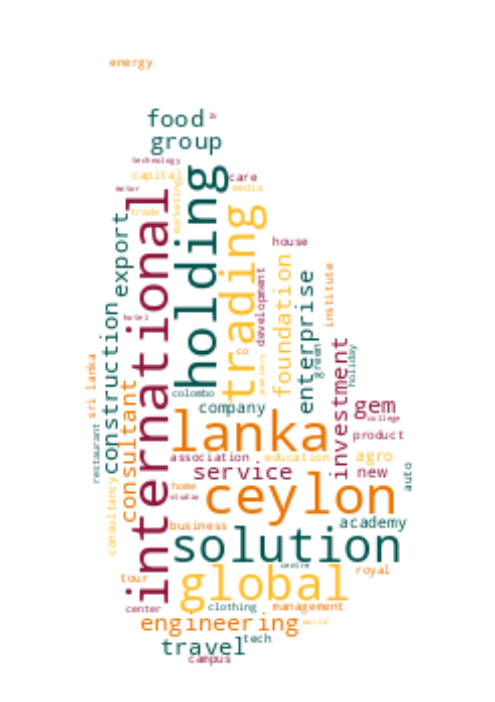 energy
food
lk
group
technology
capital
care
motor
marketing
media
trade
holding
international
trading
export
house
hotel
development
foundation
enterprise
institute
construction
co
green
holiday
sri lanka
consultant
jewellery
investment
colombo
company
gem
college
lanka
product
restaurant
association
education
agro
service
new
auto
consultancy
home
studio
ceylon
business
academy
solution
centre
royal
tour
global
center
clothing
management
engineering
world
travel
tech
campus